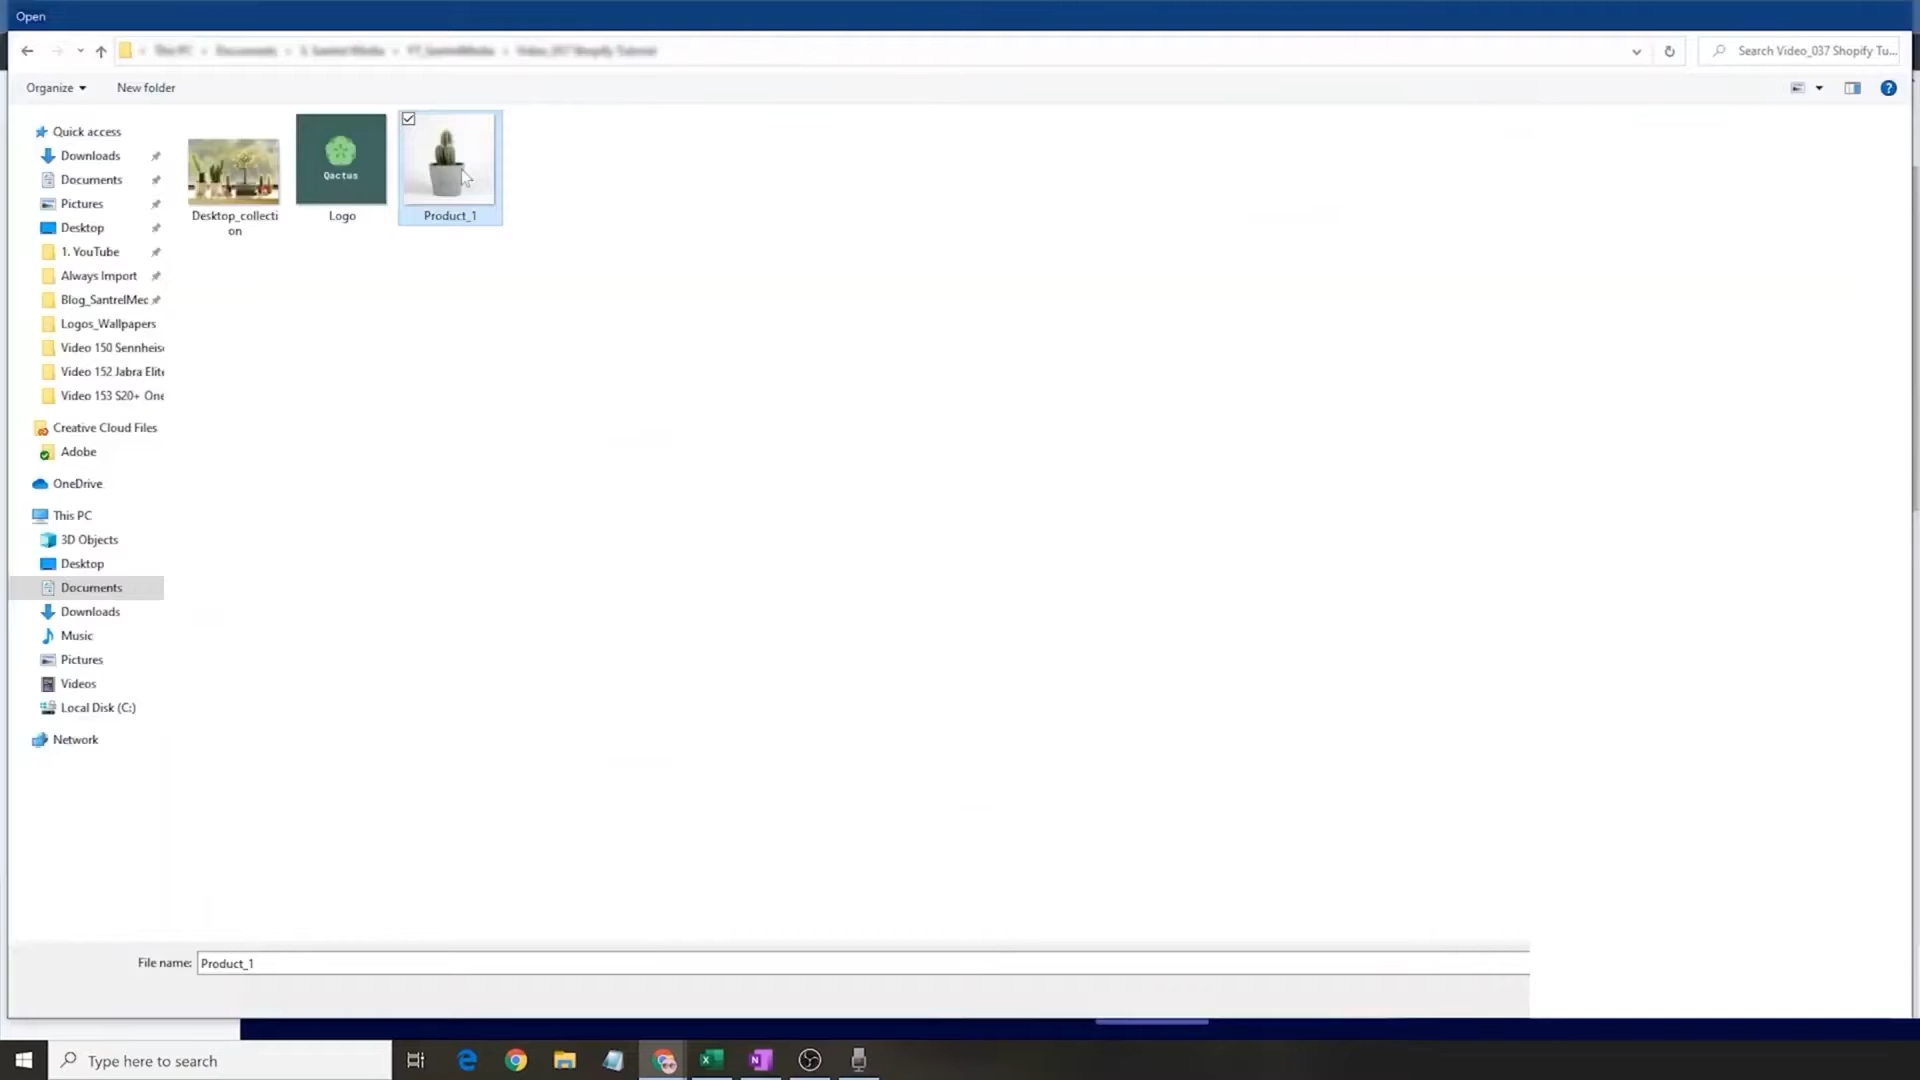 Open
Search Video_037 Shopify Tu...
Organize
New folder
Quick access
Downloads
Documents
Pictures
Desktop
1. YouTube
Always Import
Blog_SantrelMec
Logos_Wallpapers
Video 150 Sennheis
Video 152 Jabra Elite
Video 153 S20+ One
Creative Cloud Files
Adobe
OneDrive
This PC
3D Objects
Desktop
Documents
Downloads
Music
Pictures
Videos
Local Disk (C:)
Network
Qactus
Desktop_collecti
on
Logo
Product_1
File name: Product_1
Type here to search